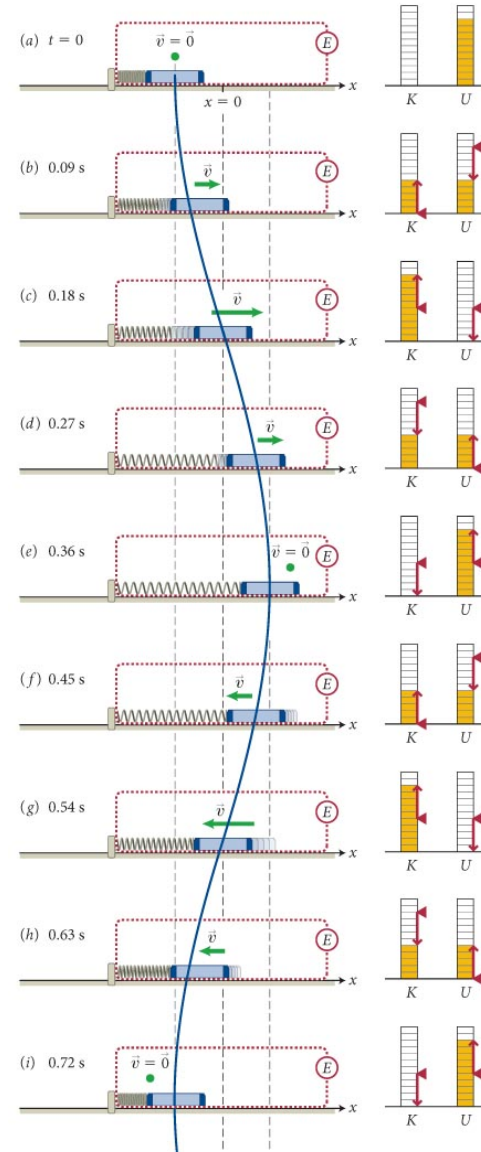 (a) t = 0
v⃗ = 0⃗
E
x
x = 0
K U
(b) 0.09 s
v⃗
E
x
K U
(c) 0.18 s
v⃗
E
x
K U
(d) 0.27 s
v⃗
E
x
K U
(e) 0.36 s
v⃗ = 0⃗
E
x
K U
(f) 0.45 s
v⃗
E
x
K U
(g) 0.54 s
v⃗
E
x
K U
(h) 0.63 s
v⃗
E
x
K U
(i) 0.72 s
v⃗ = 0⃗
E
x
K U